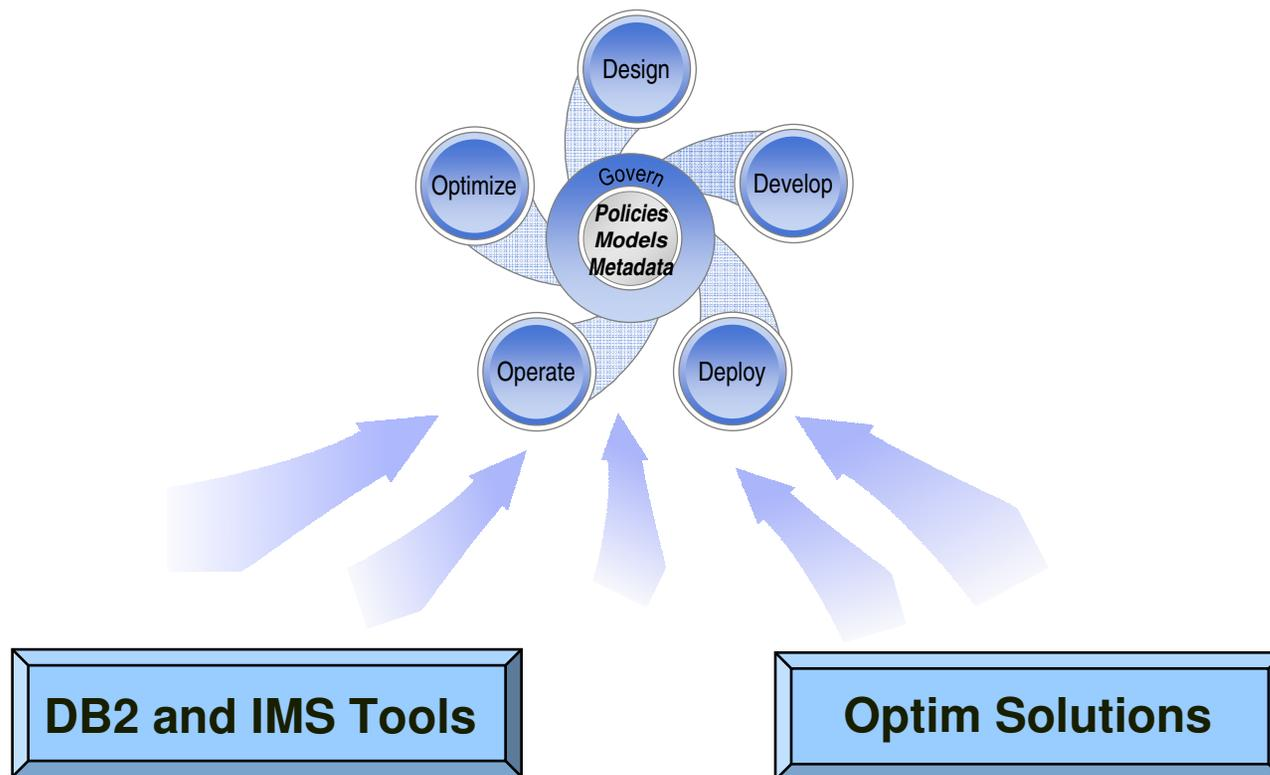 Design
Optimize
Develop
Govern
Policies
Models
Metadata
Operate
Deploy
DB2 and IMS Tools
Optim Solutions